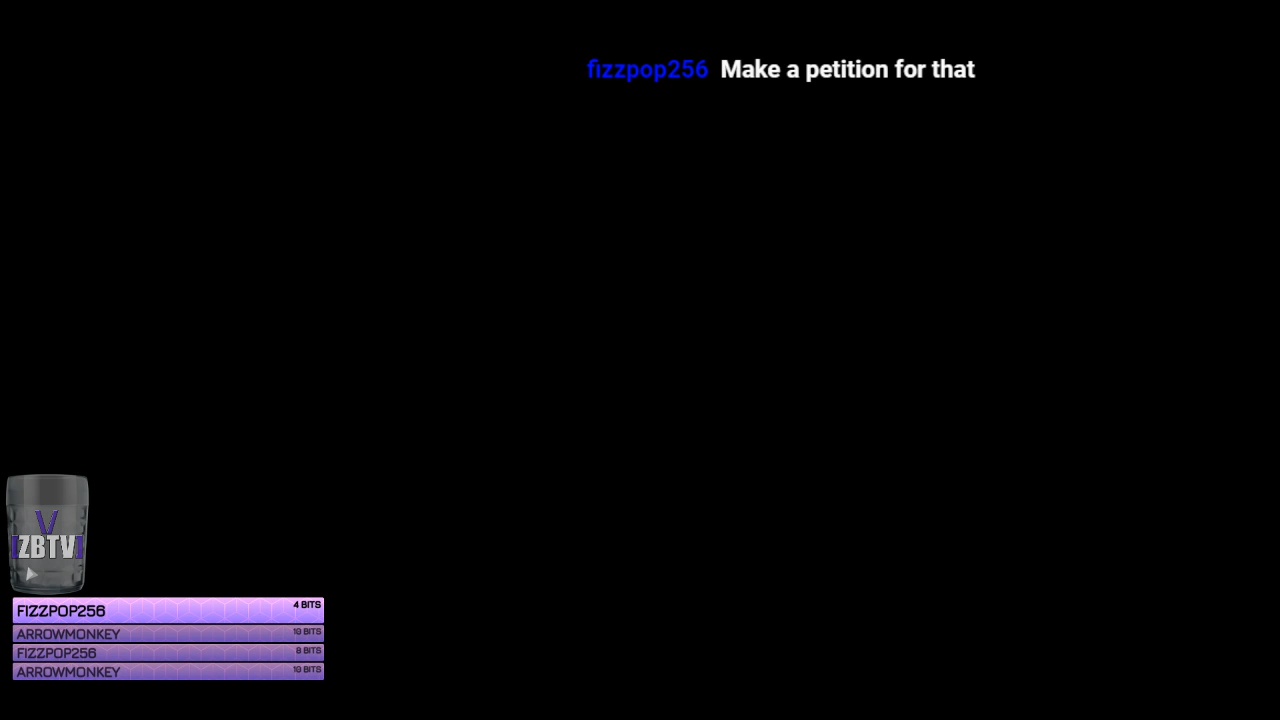 fizzpop256 Make a petition for that
ZBTV
FIZZPOP256 4 BITS
ARROWMONKEY 10 BITS
FIZZPOP256 8 BITS
ARROWMONKEY 10 BITS